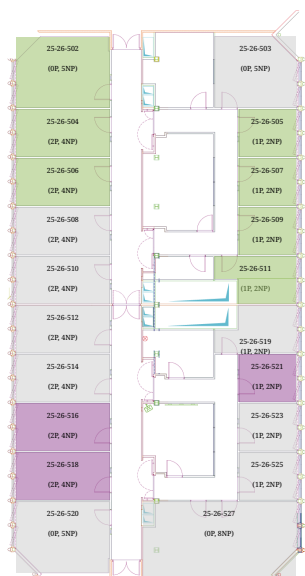 25-26-502
(0P, 5NP)
25-26-503
(0P, 5NP)
25-26-504
(2P, 4NP)
25-26-505
(1P, 2NP)
25-26-506
(2P, 4NP)
25-26-507
(1P, 2NP)
25-26-508
(2P, 4NP)
25-26-509
(1P, 2NP)
25-26-510
(2P, 4NP)
25-26-511
(1P, 2NP)
25-26-512
(2P, 4NP)
25-26-519
(1P, 2NP)
25-26-514
(2P, 4NP)
25-26-521
(1P, 2NP)
25-26-516
(2P, 4NP)
25-26-523
(1P, 2NP)
25-26-518
(2P, 4NP)
25-26-525
(1P, 2NP)
25-26-520
(0P, 5NP)
25-26-527
(0P, 8NP)